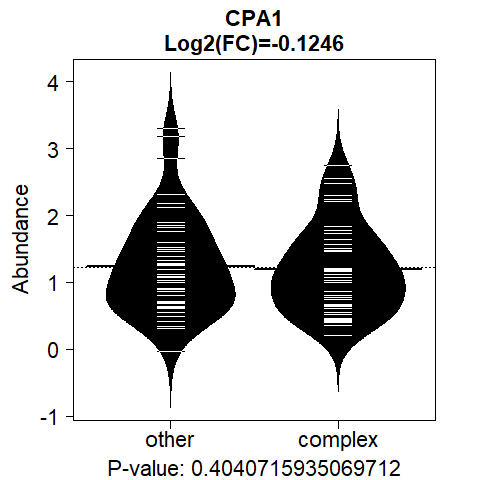 CPA1
Log2(FC)=-0.1246
Abundance
4
3
2
1
0
-1
other complex
P-value: 0.4040715935069712